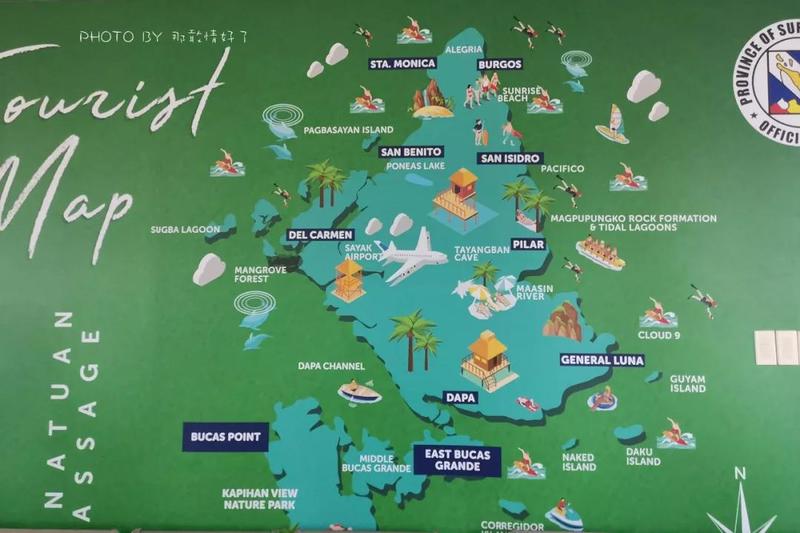 PHOTO BY 那敢情好了
Tourist
Map
NATUAN
ASSAGE
PROVINCE OF SUR
OFFICI
ALEGRIA
STA. MONICA
BURGOS
SUNRISE
BEACH
PAGBASAYAN ISLAND
SAN BENITO
PONEAS LAKE
SAN ISIDRO
PACIFICO
MAGPUPUNGKO ROCK FORMATION
& TIDAL LAGOONS
SUGBA LAGOON
DEL CARMEN
SAYAK
AIRPORT
TAYANGBAN
CAVE
PILAR
MANGROVE
FOREST
MAASIN
RIVER
CLOUD 9
GENERAL LUNA
DAPA CHANNEL
GUYAM
ISLAND
DAPA
BUCAS POINT
MIDDLE
BUCAS GRANDE
EAST BUCAS
GRANDE
NAKED
ISLAND
DAKU
ISLAND
KAPIHAN VIEW
NATURE PARK
CORREGIDOR
N